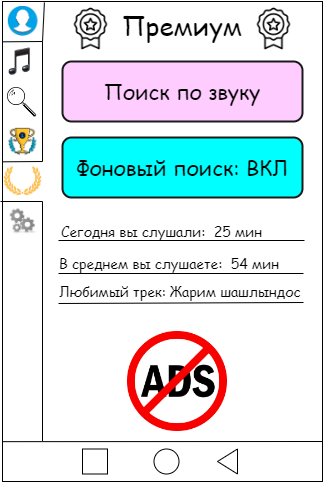 Премиум
Поиск по звуку
Фоновый поиск: ВКЛ
Сегодня вы слушали: 25 мин
В среднем вы слушаете: 54 мин
Любимый трек: Жарим шашлындос
ADS